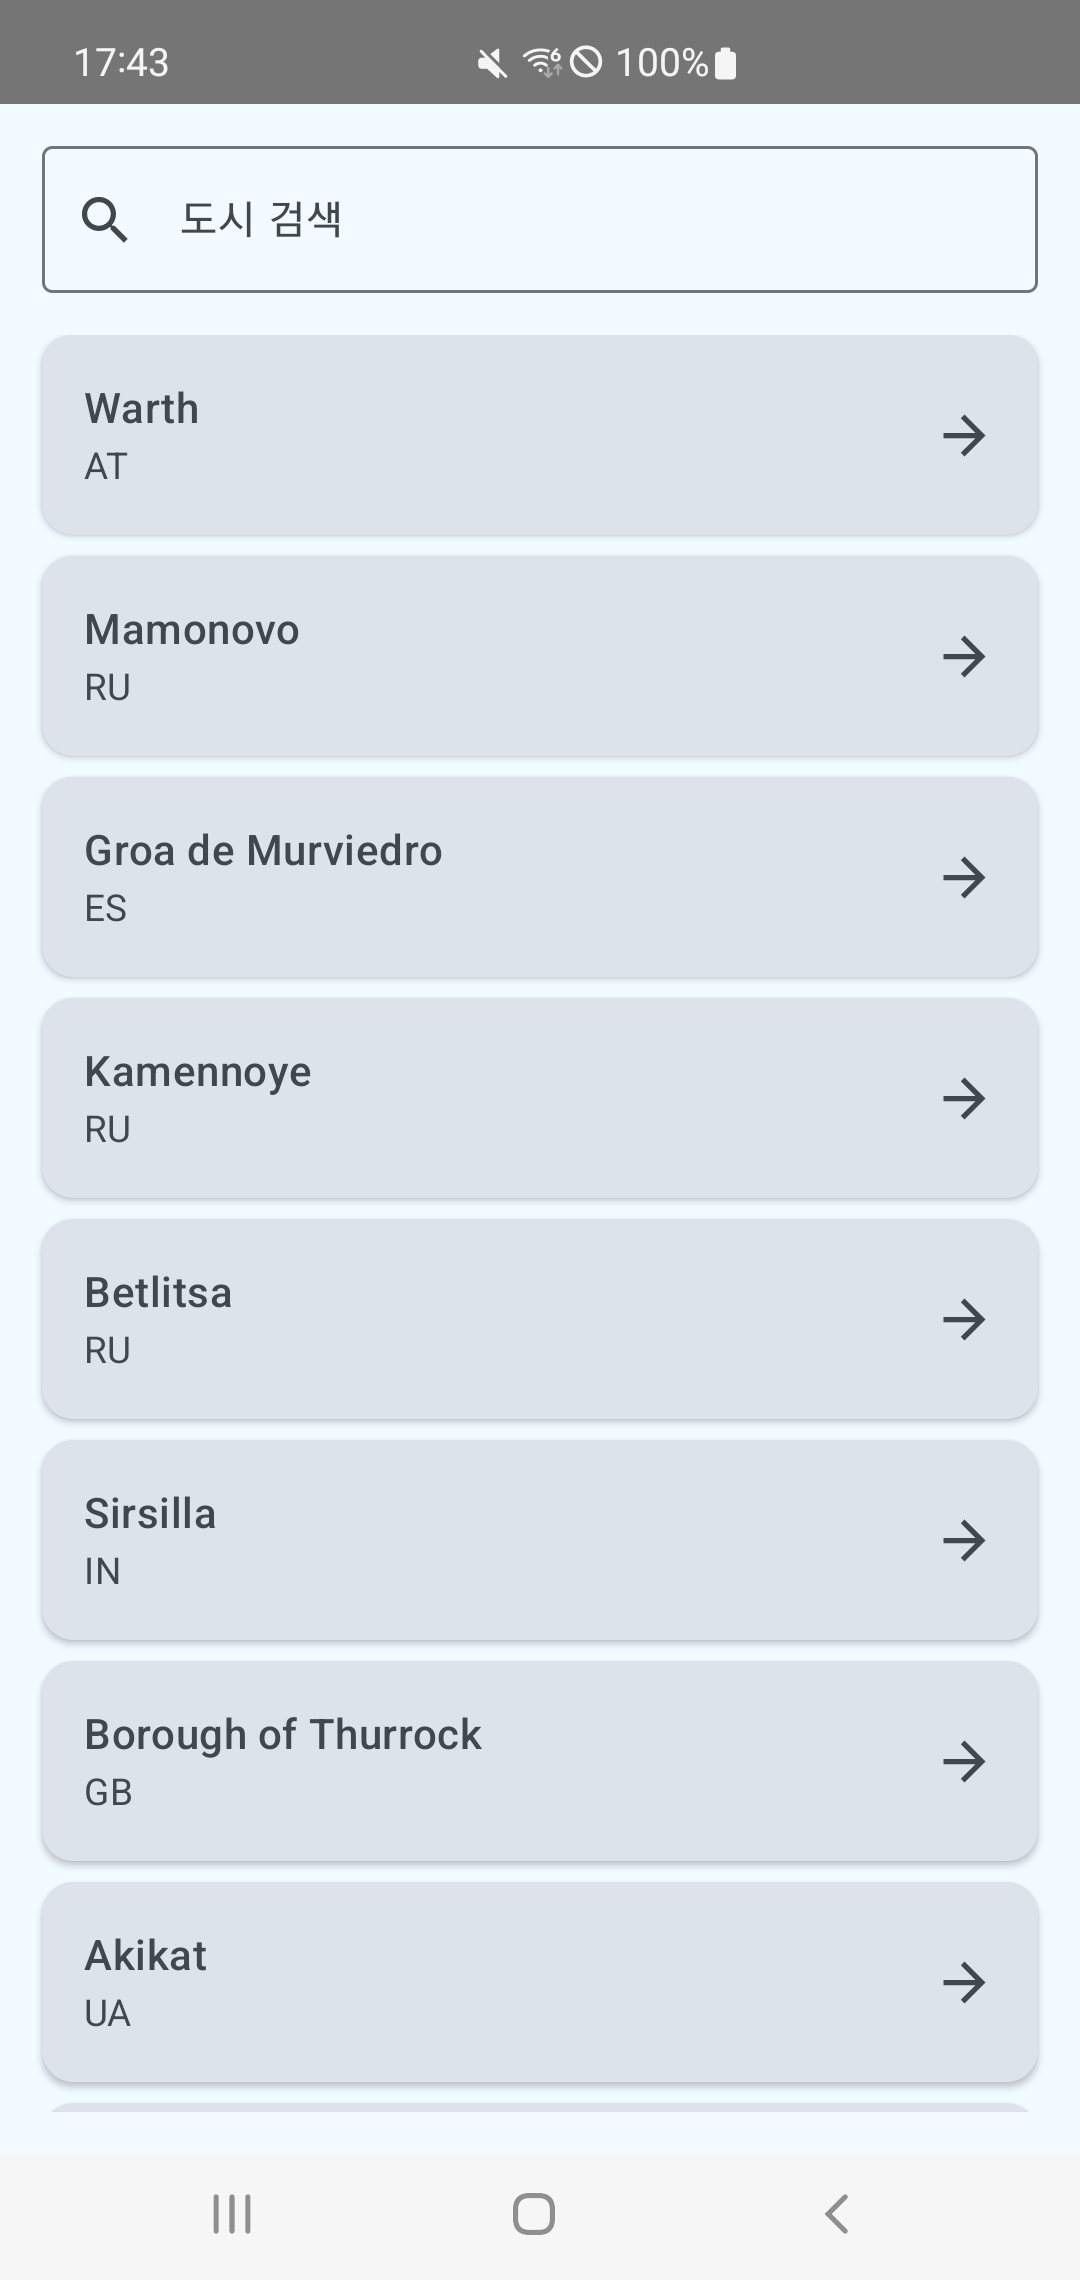 17:43
6 100%
도시 검색
Warth
AT
Mamonovo
RU
Groa de Murviedro
ES
Kamennoye
RU
Betlitsa
RU
Sirsilla
IN
Borough of Thurrock
GB
Akikat
UA